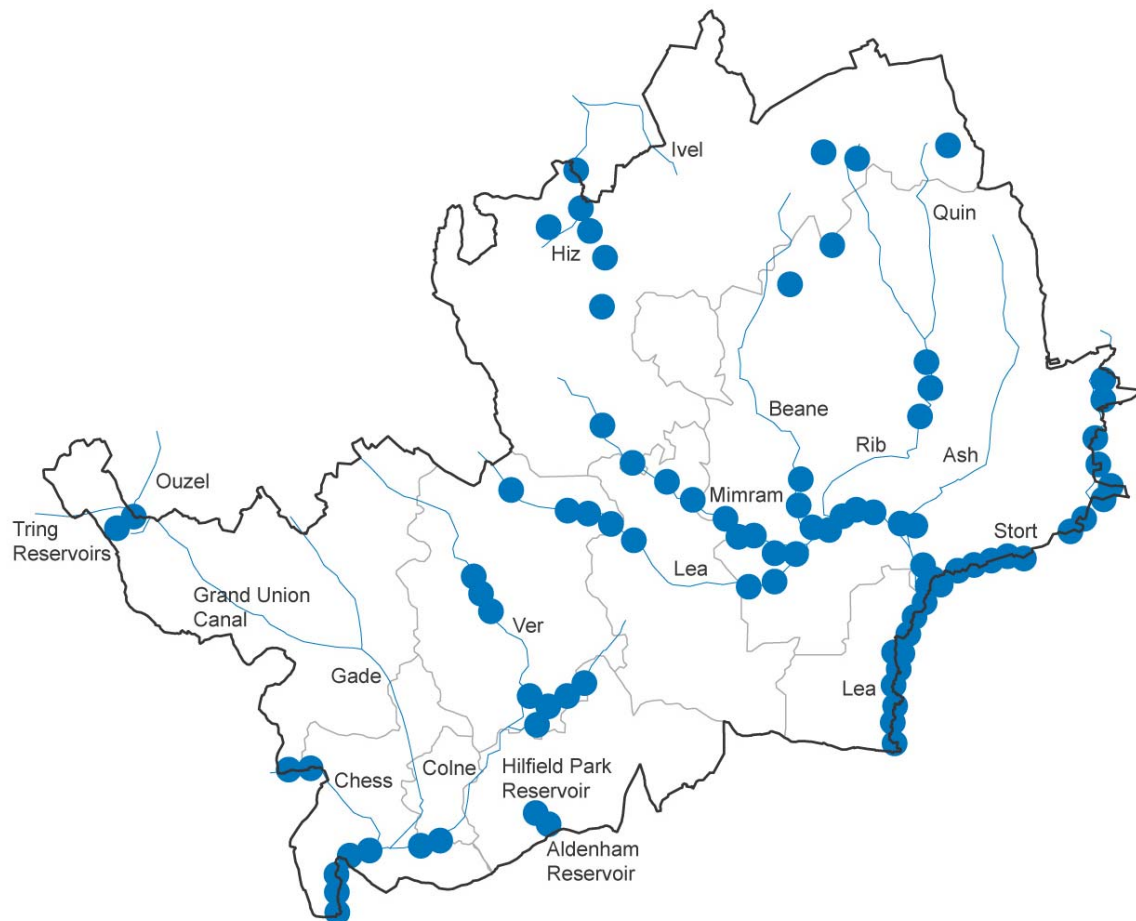 Ivel
Quin
Hiz
Beane
Rib
Ash
Ouzel
Mimram
Tring
Reservoirs
Stort
Lea
Grand Union
Canal
Ver
Gade
Lea
Chess
Colne
Hilfield Park
Reservoir
Aldenham
Reservoir